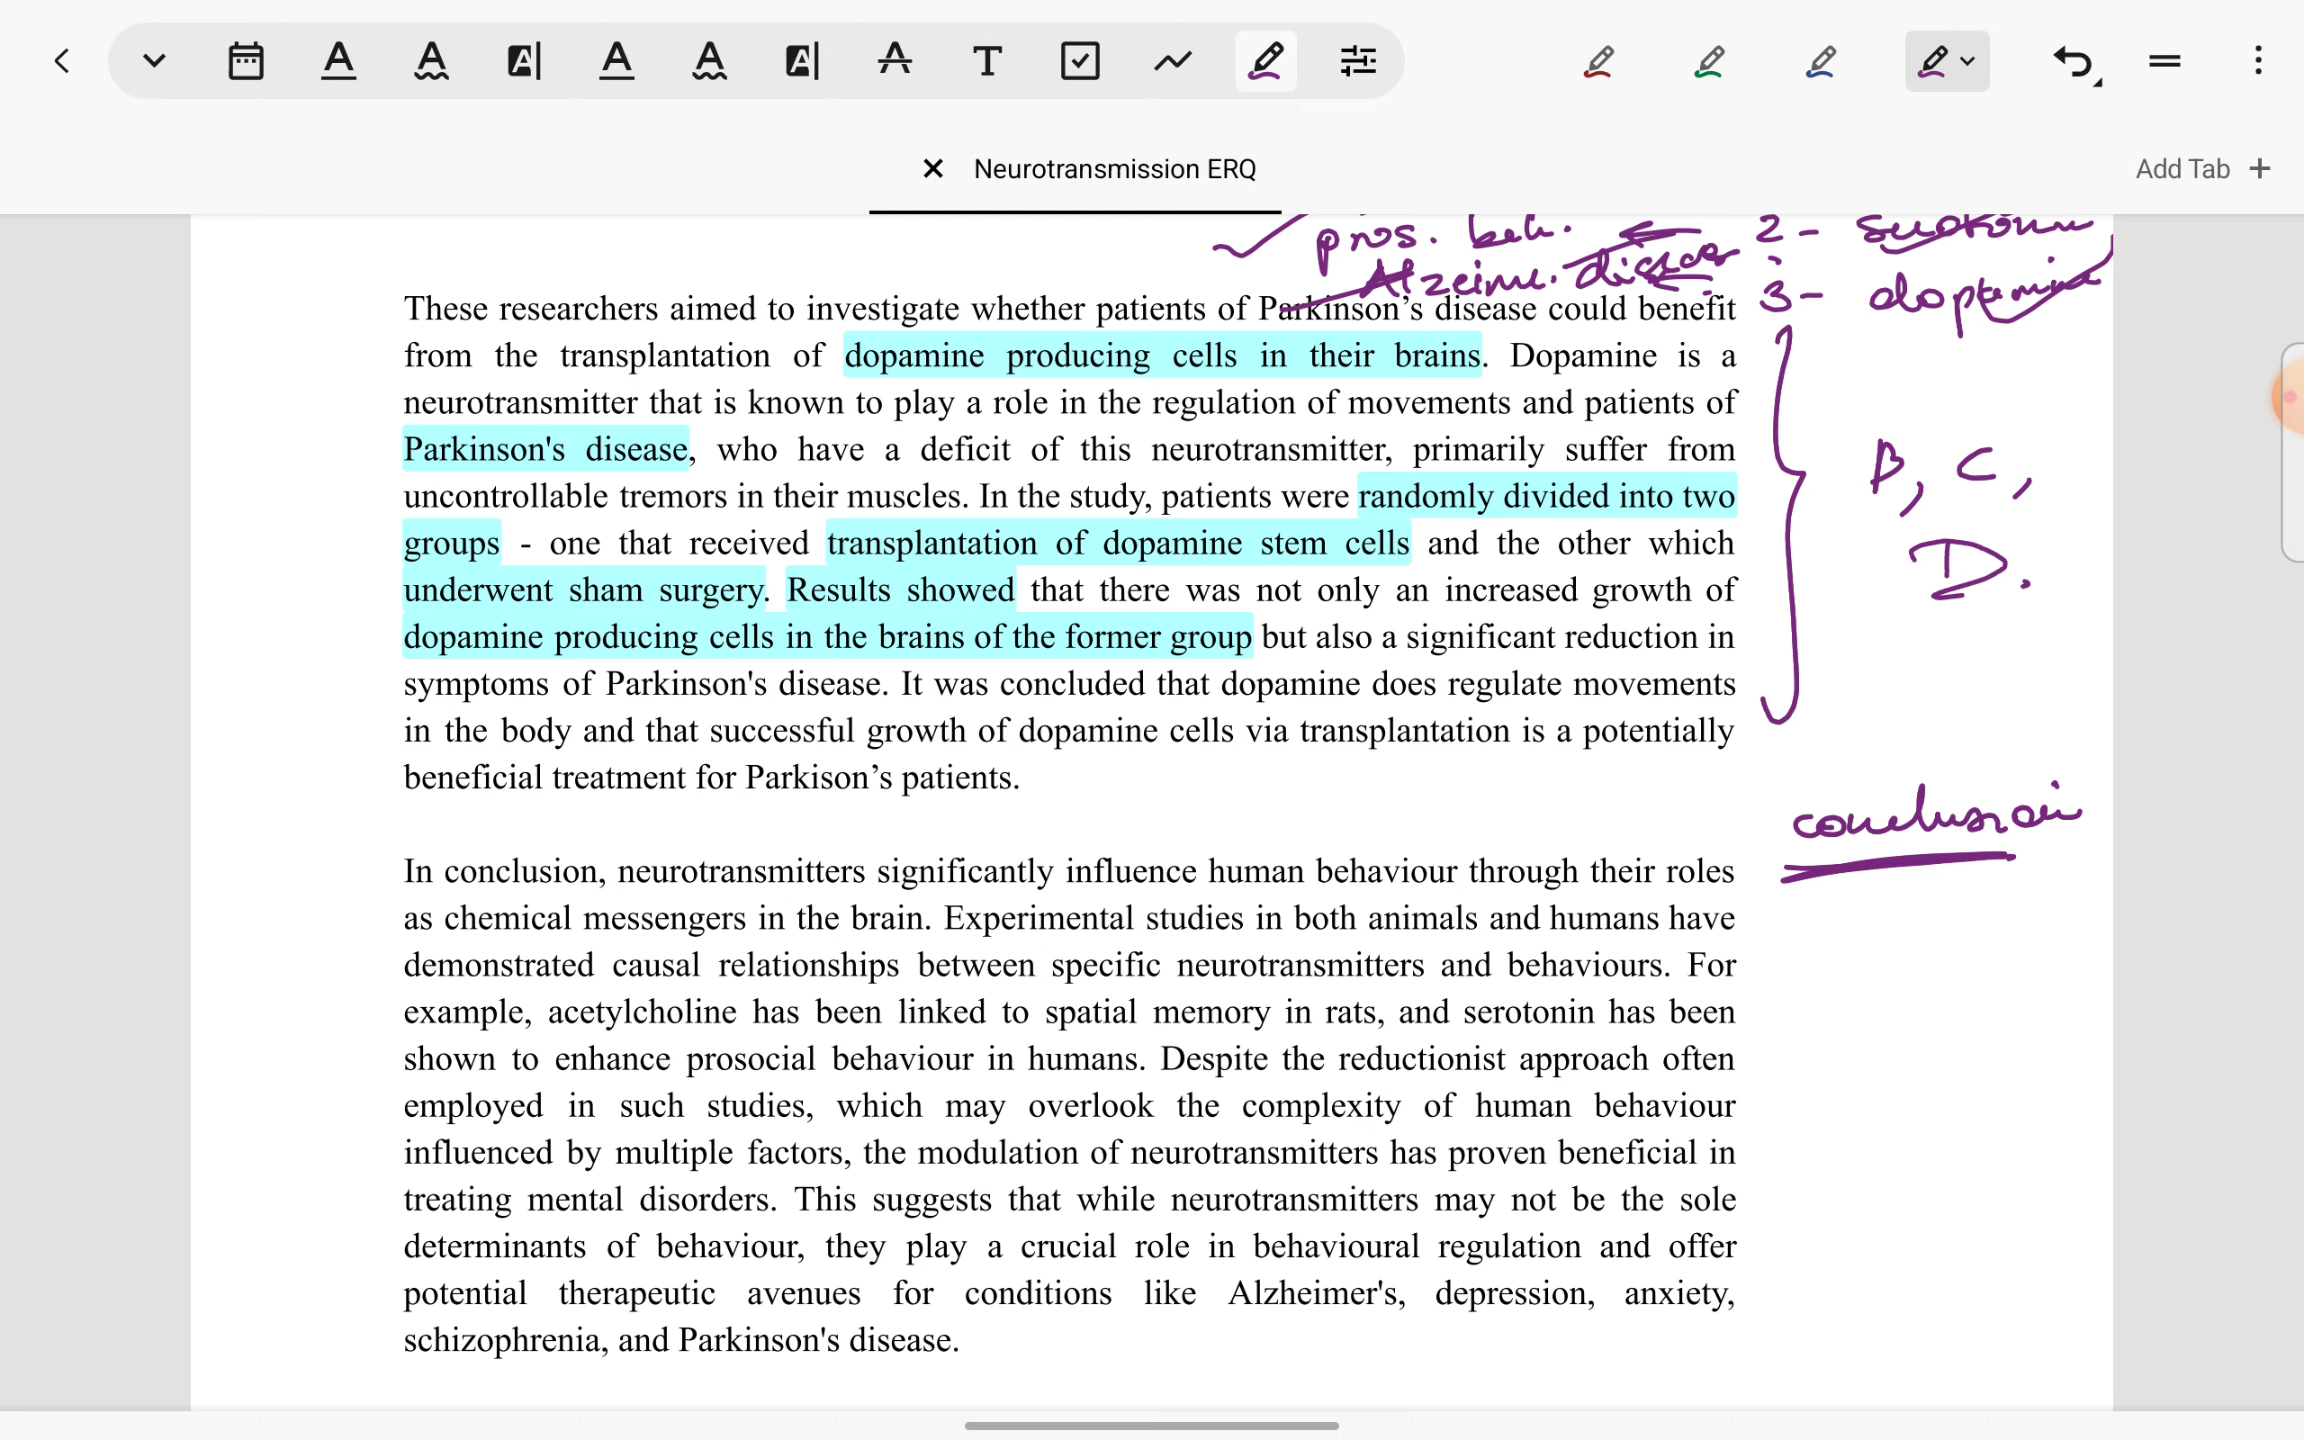 Neurotransmission ERQ
Add Tab
pros. beh.
2 - serotonin
Alzeime. disease
3 - dopamine
These researchers aimed to investigate whether patients of Parkinson’s disease could benefit
from the transplantation of dopamine producing cells in their brains. Dopamine is a
neurotransmitter that is known to play a role in the regulation of movements and patients of
Parkinson's disease, who have a deficit of this neurotransmitter, primarily suffer from
uncontrollable tremors in their muscles. In the study, patients were randomly divided into two
groups - one that received transplantation of dopamine stem cells and the other which
underwent sham surgery. Results showed that there was not only an increased growth of
dopamine producing cells in the brains of the former group but also a significant reduction in
symptoms of Parkinson's disease. It was concluded that dopamine does regulate movements
in the body and that successful growth of dopamine cells via transplantation is a potentially
beneficial treatment for Parkison’s patients.
B, C,
D.
conclusion
In conclusion, neurotransmitters significantly influence human behaviour through their roles
as chemical messengers in the brain. Experimental studies in both animals and humans have
demonstrated causal relationships between specific neurotransmitters and behaviours. For
example, acetylcholine has been linked to spatial memory in rats, and serotonin has been
shown to enhance prosocial behaviour in humans. Despite the reductionist approach often
employed in such studies, which may overlook the complexity of human behaviour
influenced by multiple factors, the modulation of neurotransmitters has proven beneficial in
treating mental disorders. This suggests that while neurotransmitters may not be the sole
determinants of behaviour, they play a crucial role in behavioural regulation and offer
potential therapeutic avenues for conditions like Alzheimer's, depression, anxiety,
schizophrenia, and Parkinson's disease.